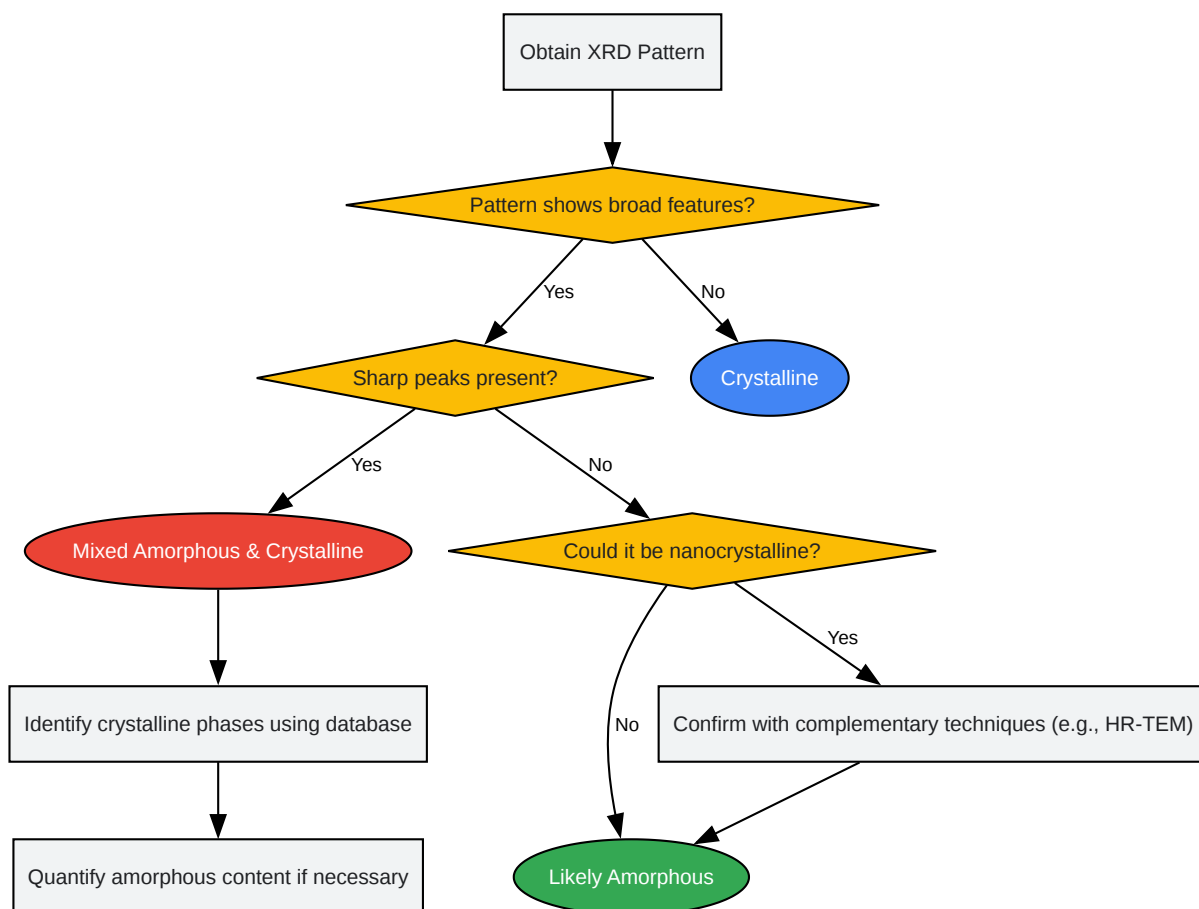 Obtain XRD Pattern
Pattern shows broad features?
Yes
No
Sharp peaks present?
Crystalline
Yes
No
Mixed Amorphous & Crystalline
Could it be nanocrystalline?
Yes
Identify crystalline phases using database
No
Confirm with complementary techniques (e.g., HR-TEM)
Quantify amorphous content if necessary
Likely Amorphous